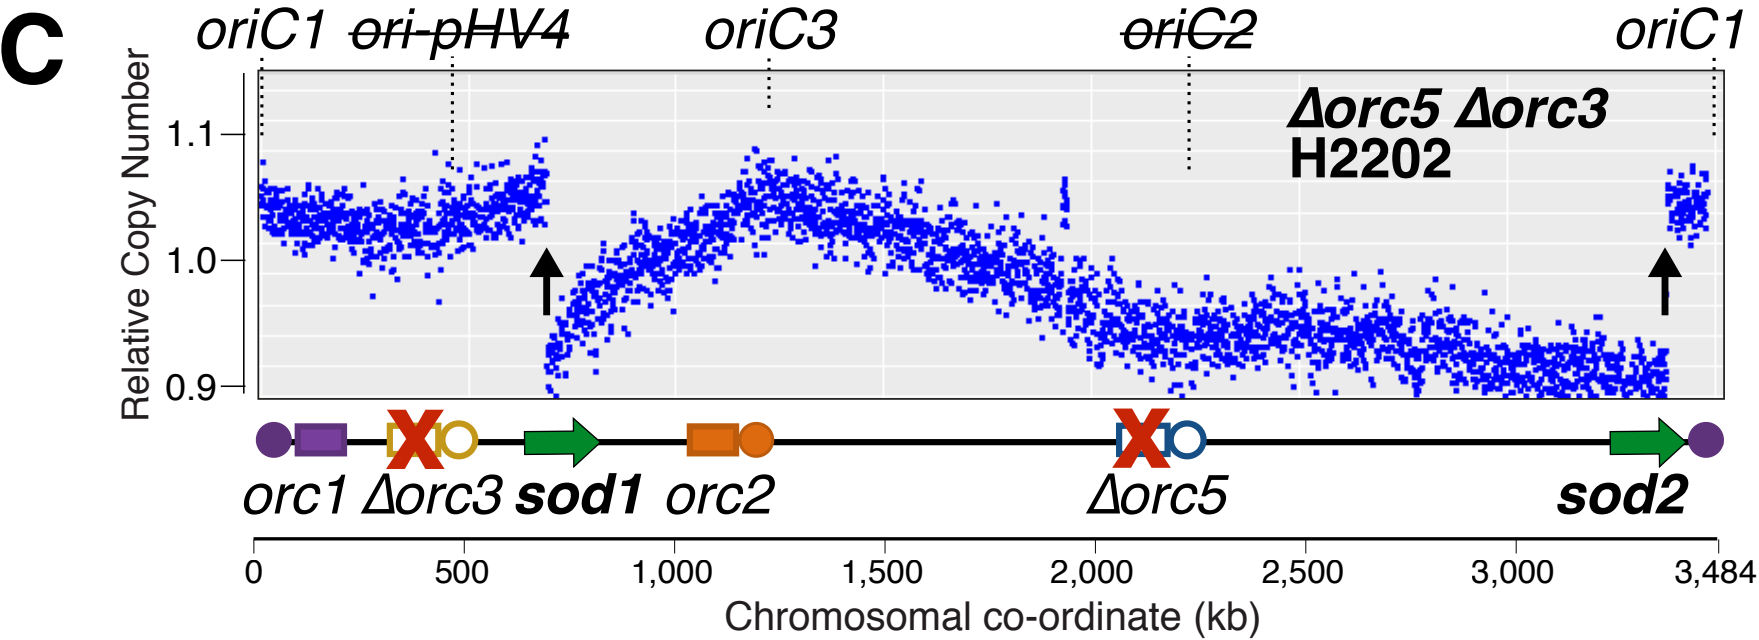 C
oriC1 ori-pHV4 oriC3 oriC2 oriC1
Δorc5 Δorc3
H2202
Relative Copy Number
1.1
1.0
0.9
orc1 Δorc3 sod1 orc2 Δorc5 sod2
0 500 1,000 1,500 2,000 2,500 3,000 3,484
Chromosomal co-ordinate (kb)